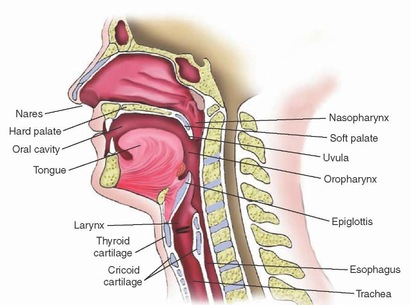 Nares
Hard palate
Oral cavity
Tongue
Larynx
Thyroid
cartilage
Cricoid
cartilage
Nasopharynx
Soft palate
Uvula
Oropharynx
Epiglottis
Esophagus
Trachea